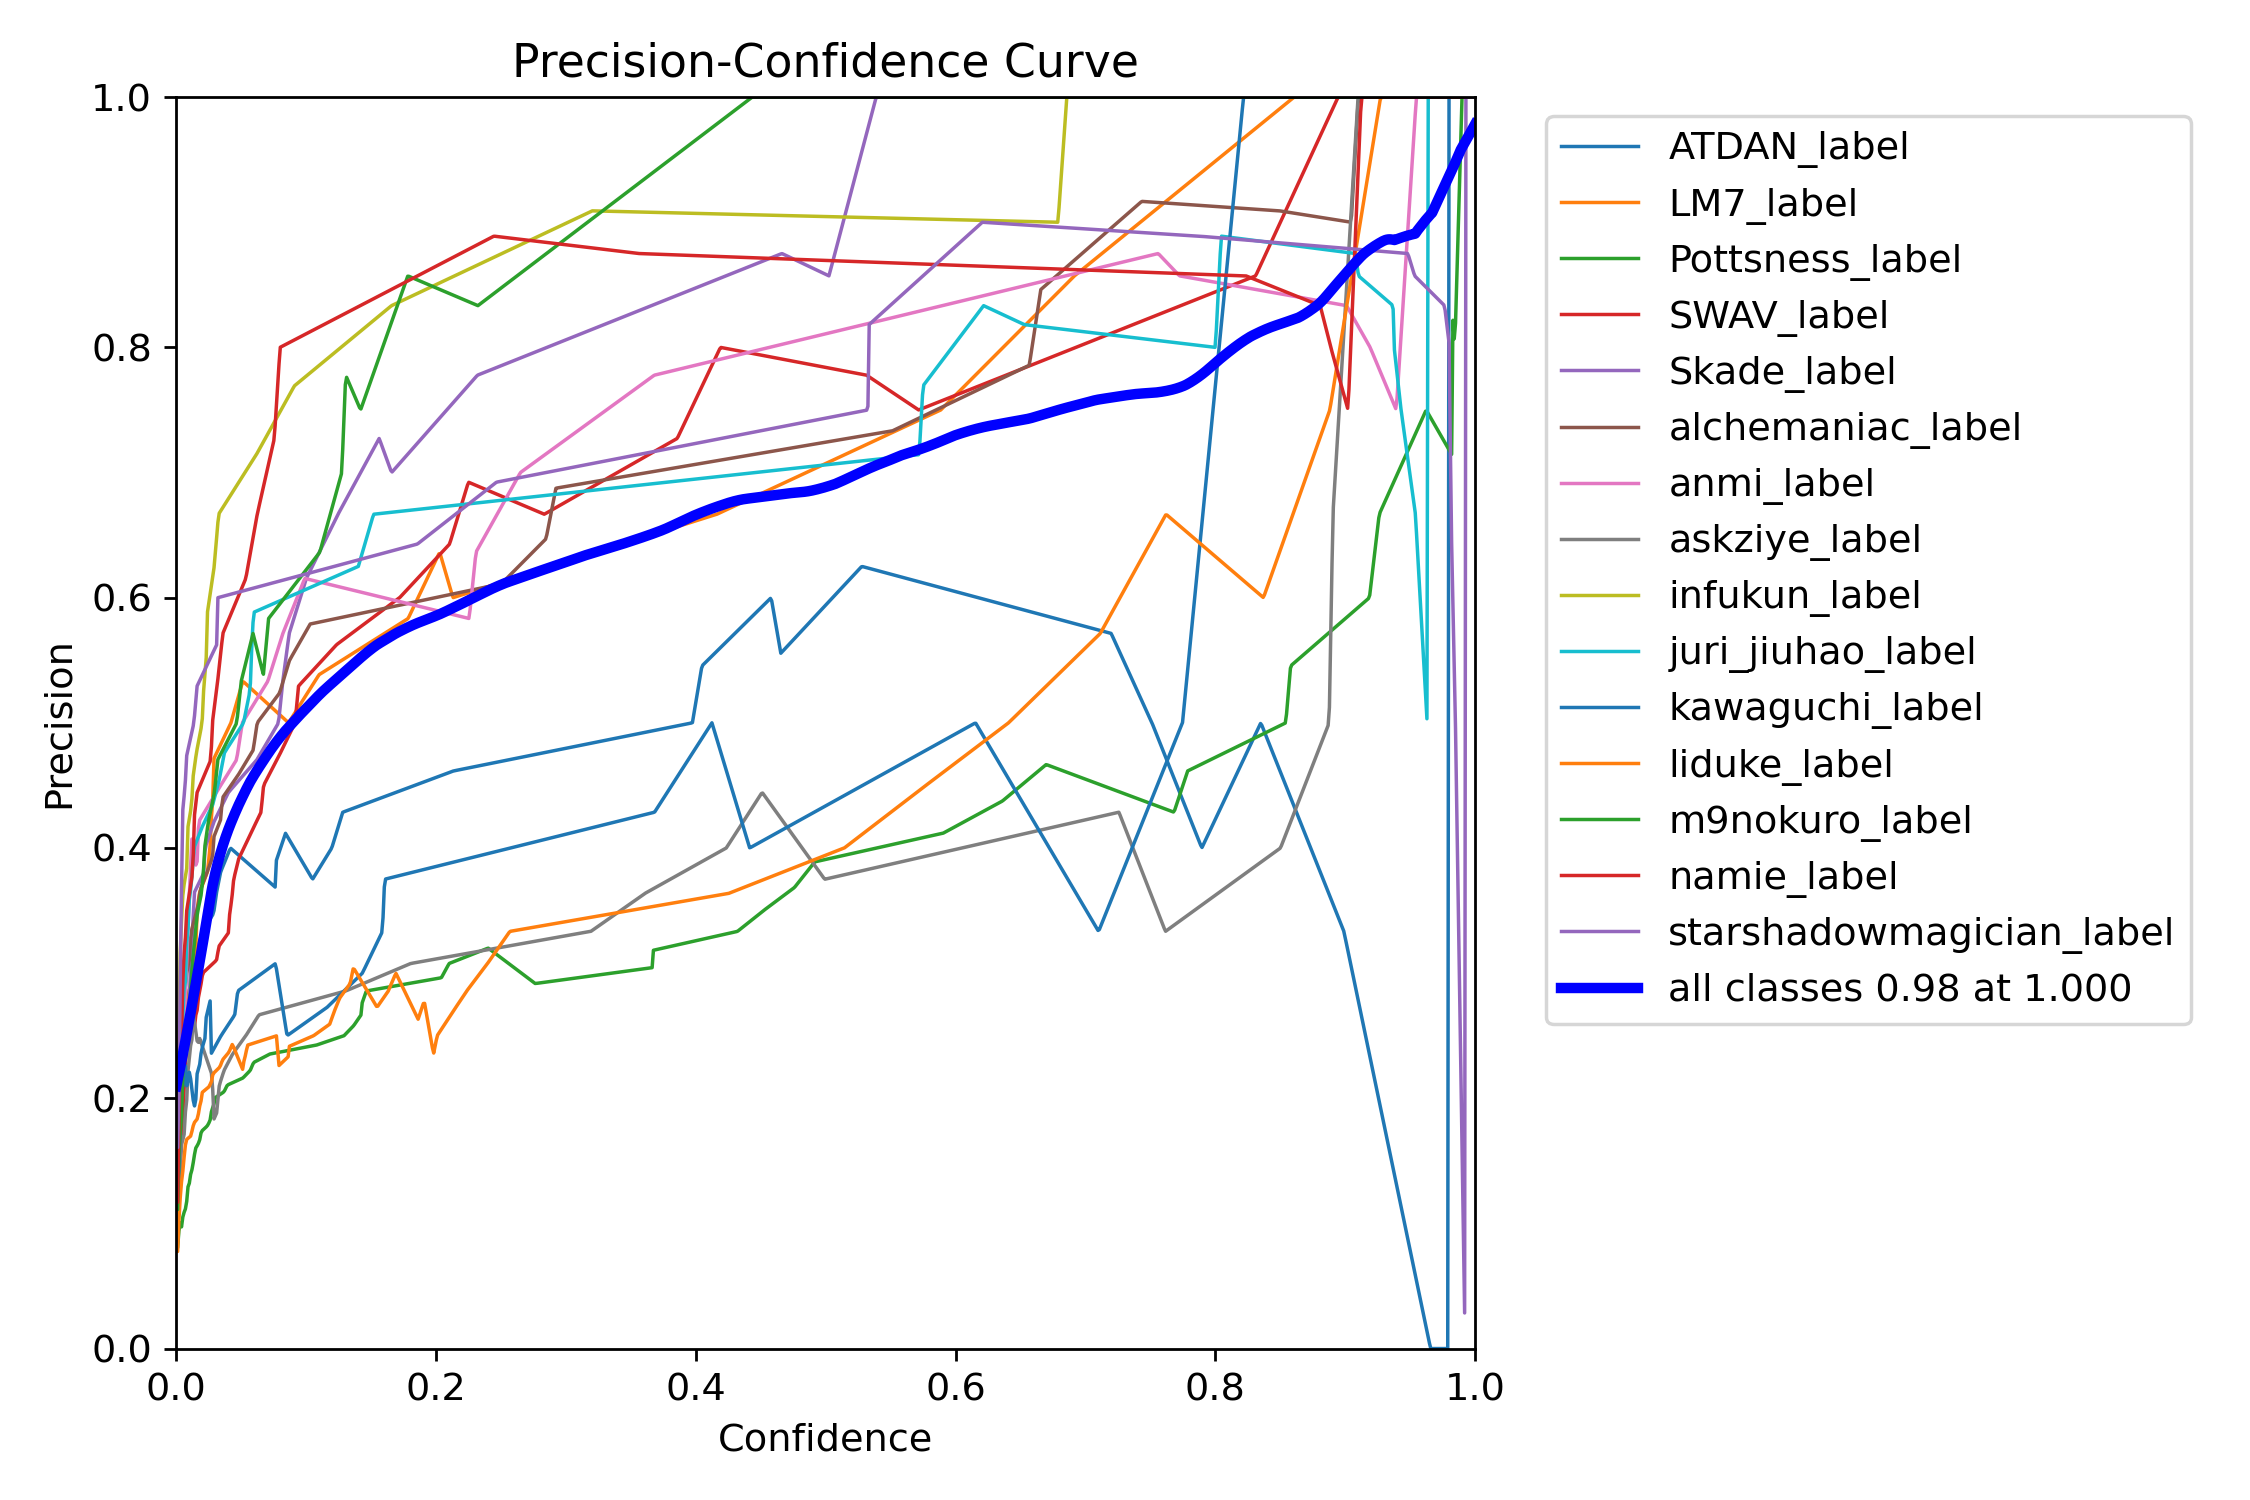 Precision-Confidence Curve
1.0
0.8
0.6
0.4
0.2
0.0
Precision
0.0 0.2 0.4 0.6 0.8 1.0
Confidence
ATDAN_label
LM7_label
Pottsness_label
SWAV_label
Skade_label
alchemaniac_label
anmi_label
askziye_label
infukun_label
juri_jiuhao_label
kawaguchi_label
liduke_label
m9nokuro_label
namie_label
starshadowmagician_label
all classes 0.98 at 1.000